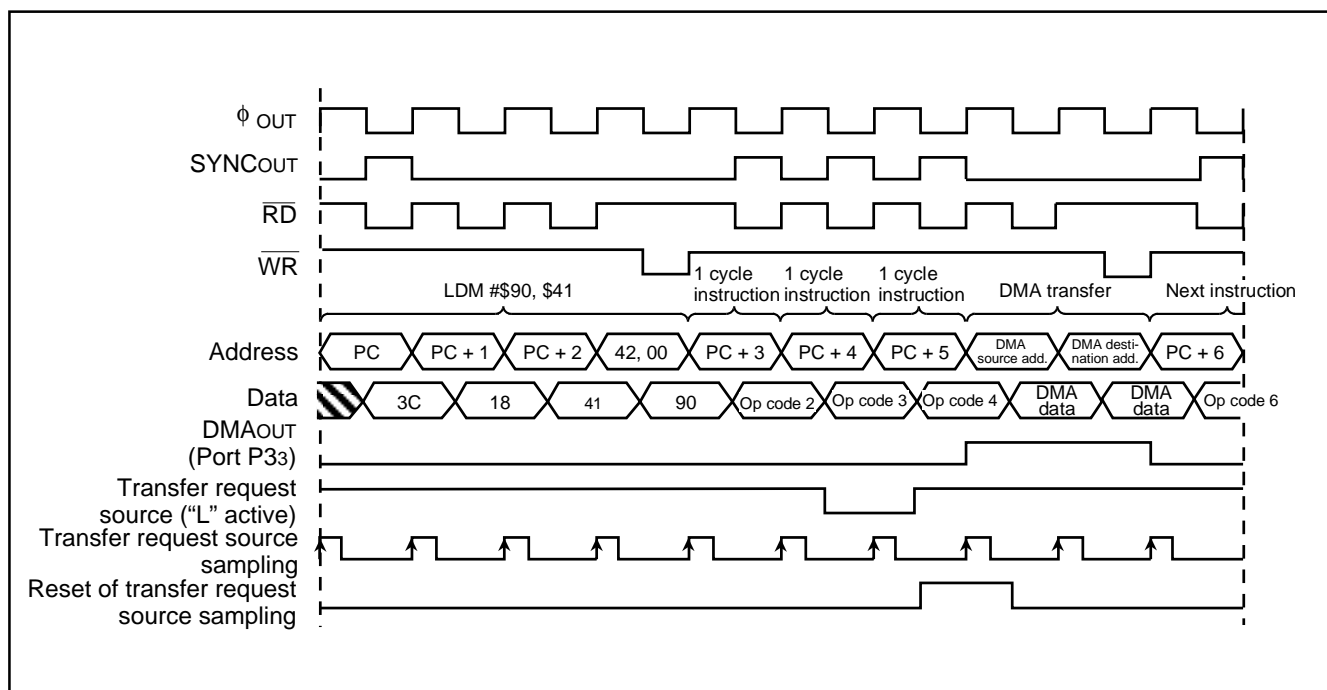 ϕ OUT
SYNCOUT
RD
WR
LDM #$90, $41
1 cycle
instruction
1 cycle
instruction
1 cycle
instruction
DMA transfer
Next instruction
Address
PC
PC + 1
PC + 2
42, 00
PC + 3
PC + 4
PC + 5
DMA
source add.
DMA desti-
nation add.
PC + 6
Data
3C
18
41
90
Op code 2
Op code 3
Op code 4
DMA
data
DMA
data
Op code 6
DMAOUT
(Port P33)
Transfer request
source (“L” active)
Transfer request source
sampling
Reset of transfer request
source sampling